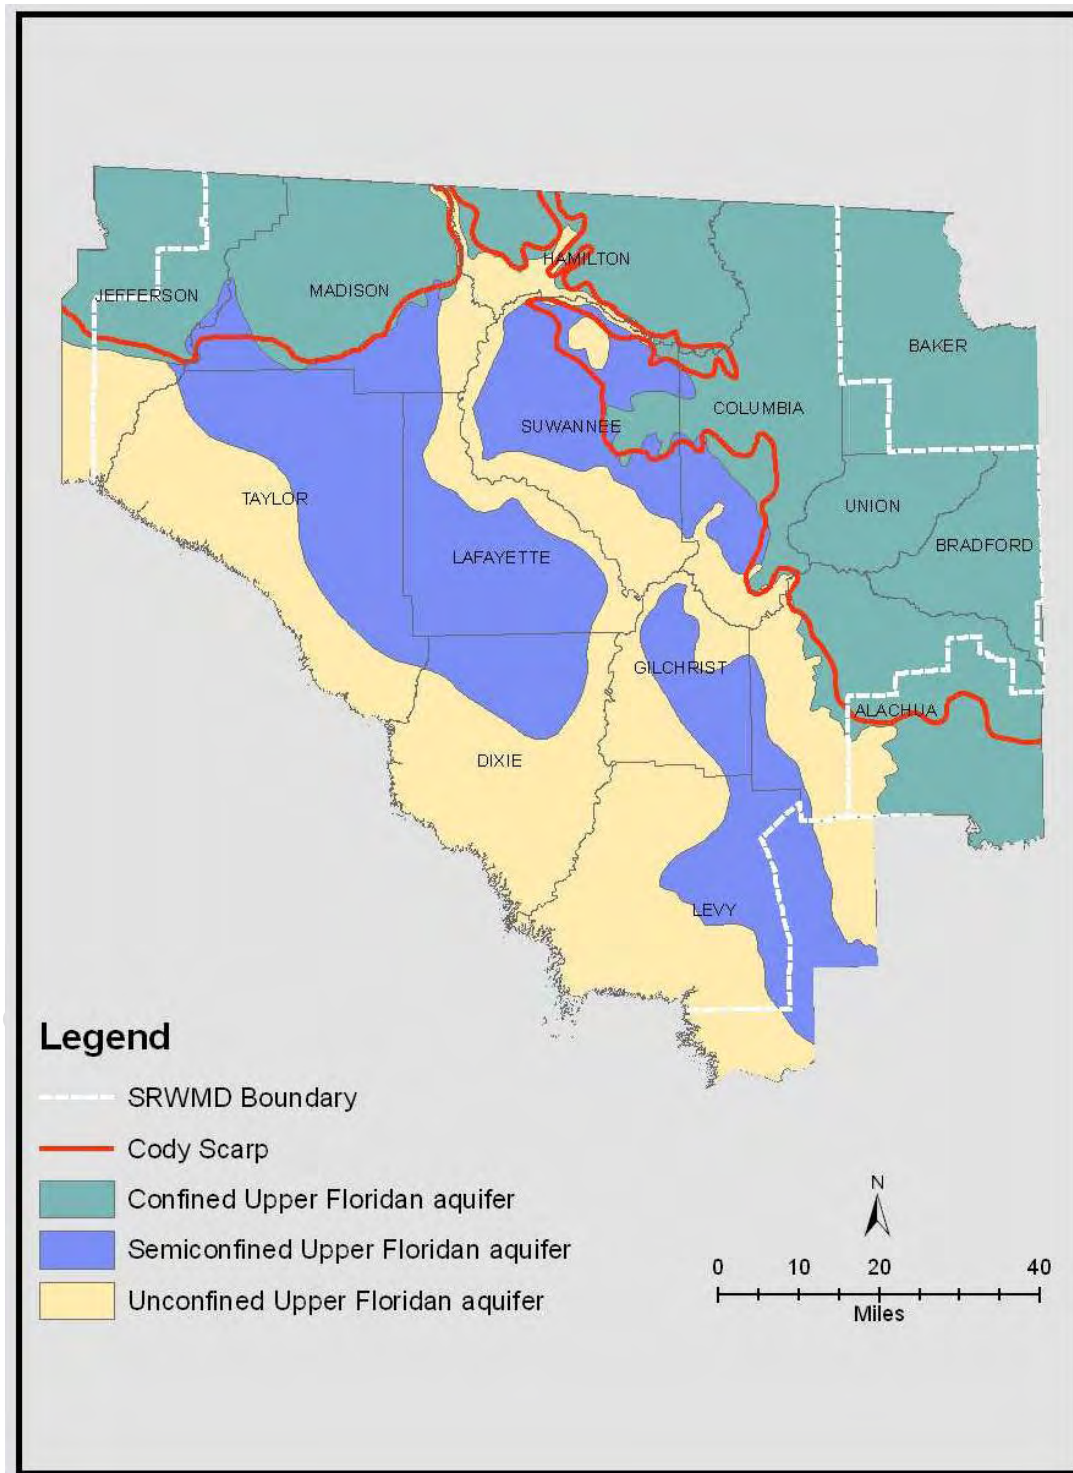 HAMILTON
MADISON
JEFFERSON
BAKER
COLUMBIA
SUWANNEE
TAYLOR
UNION
BRADFORD
LAFAYETTE
GILCHRIST
ALACHUA
DIXIE
LEVY
Legend
SRWMD Boundary
Cody Scarp
Confined Upper Floridan aquifer
Semiconfined Upper Floridan aquifer
Unconfined Upper Floridan aquifer
N
0 10 20 40
Miles